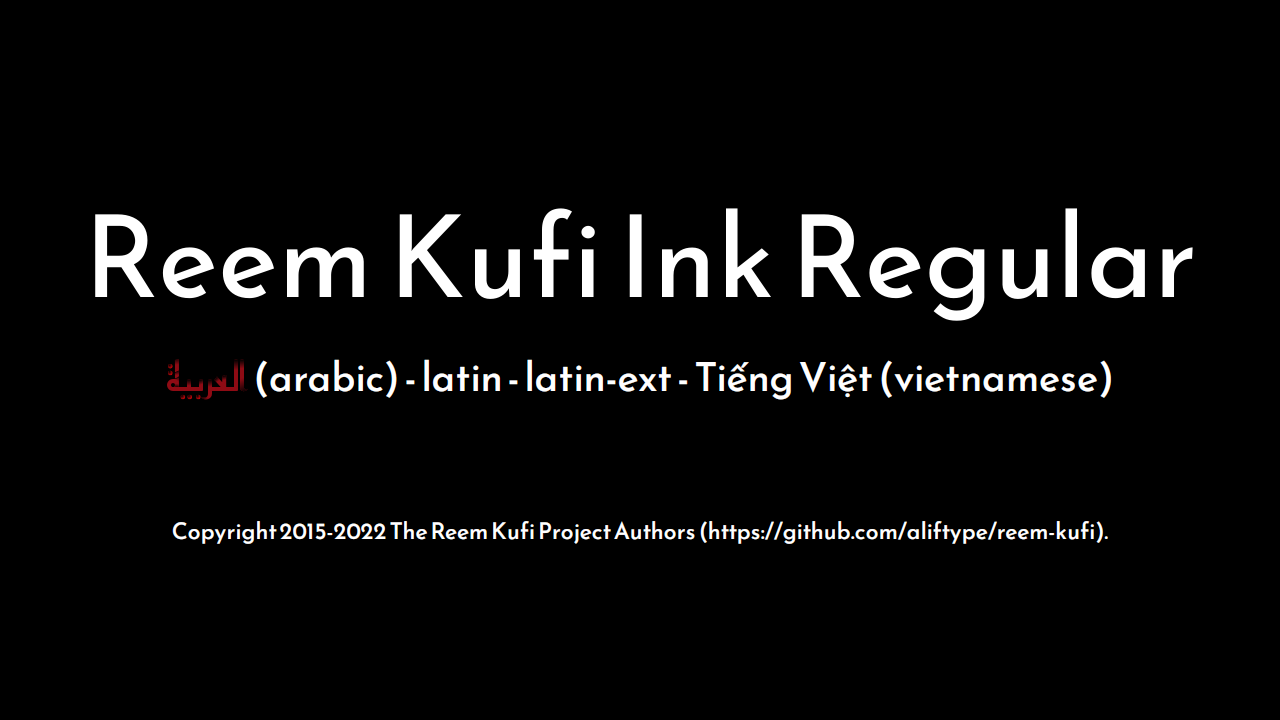 Reem Kufi Ink Regular
العربية (arabic) - latin - latin-ext - Tiếng Việt (vietnamese)
Copyright 2015-2022 The Reem Kufi Project Authors (https://github.com/aliftype/reem-kufi).